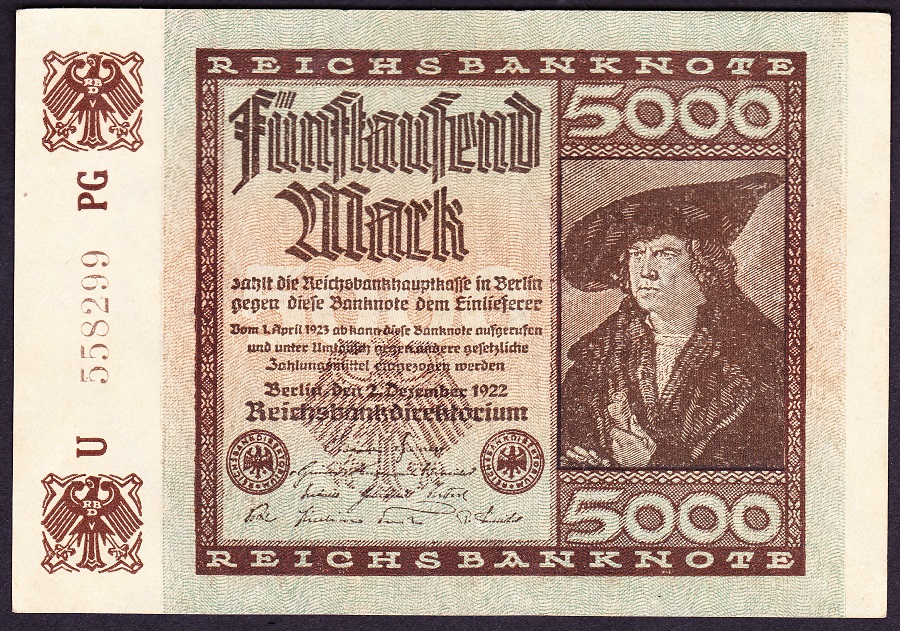 REICHSBANKNOTE
5000
Fünftausend
Mark
zahlt die Reichsbankhauptkasse in Berlin
gegen diese Banknote dem Einlieferer
Vom 1. April 1923 ab kann diese Banknote aufgerufen
und unter Umtausch gegen andere gesetzliche
Zahlungsmittel eingezogen werden
Berlin, den 2. Dezember 1922
Reichsbankdirektorium
5000
REICHSBANKNOTE
RBD
PG
558299
U
RBD